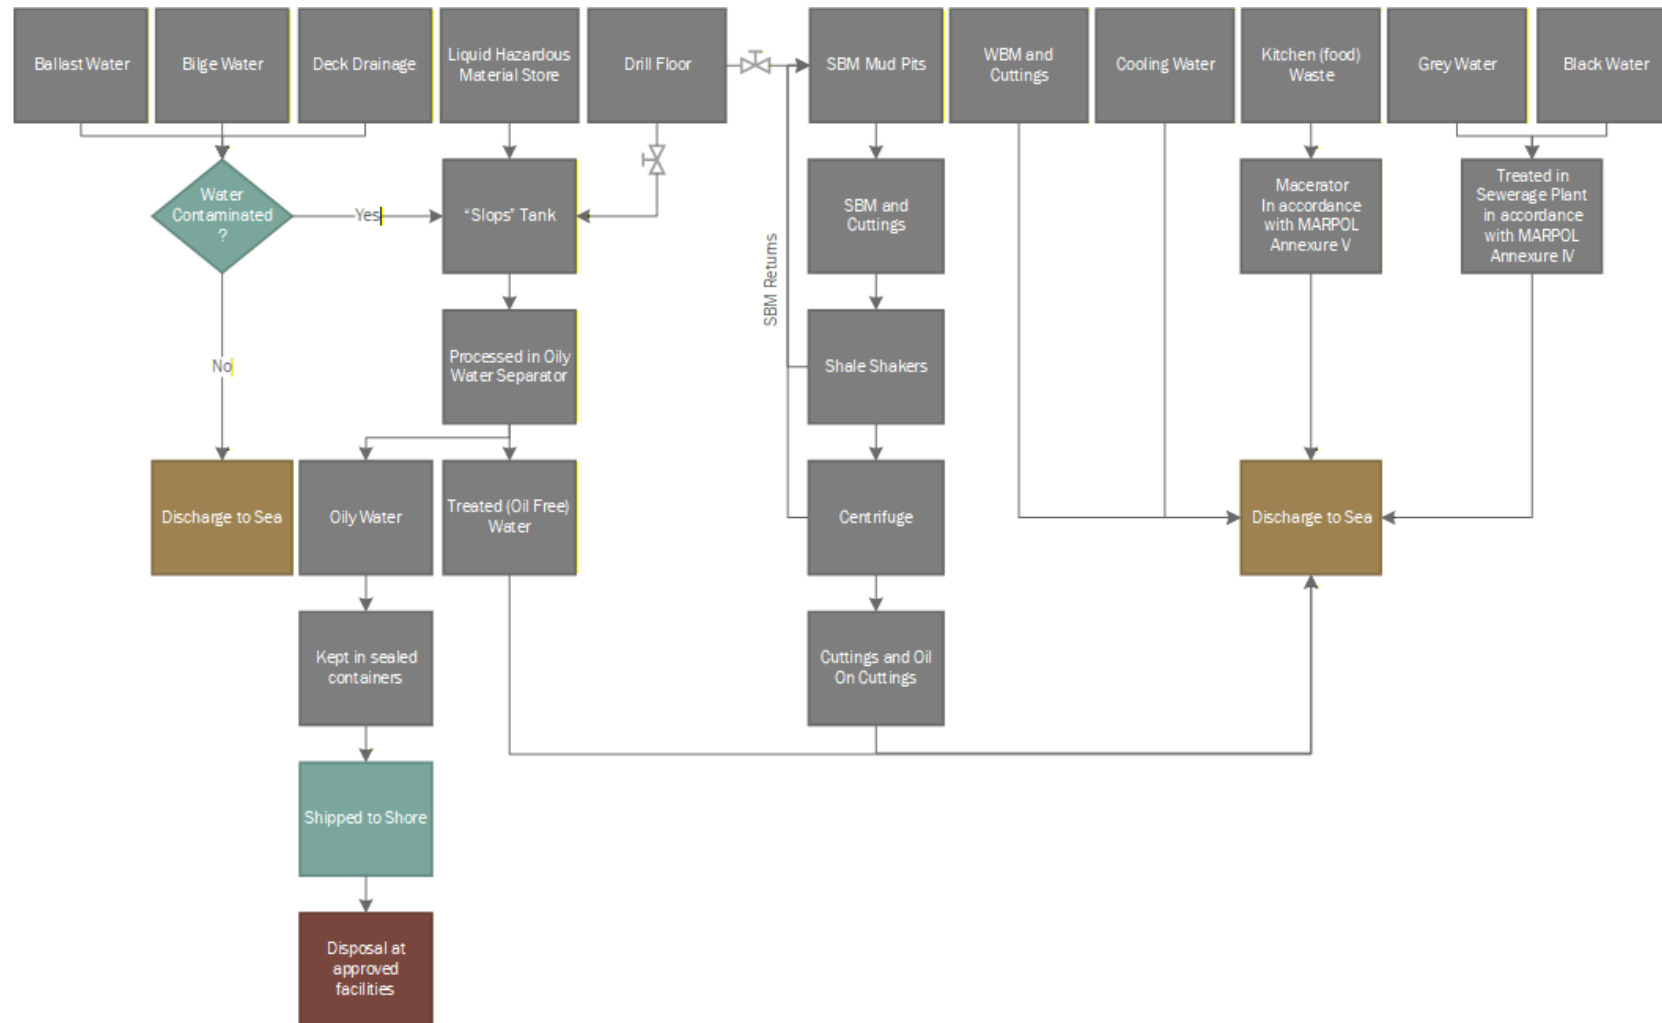 Ballast Water
Bilge Water
Deck Drainage
Liquid Hazardous
Material Store
Drill Floor
SBM Mud Pits
WBM and
Cuttings
Cooling Water
Kitchen (food)
Waste
Grey Water
Black Water
Water
Contaminated
?
Yes
"Slops" Tank
SBM and
Cuttings
Macerator
In accordance
with MARPOL
Annexure V
Treated in
Sewerage Plant
in accordance
with MARPOL
Annexure IV
SBM Returns
No
Processed in Oily
Water Separator
Shale Shakers
Discharge to Sea
Oily Water
Treated (Oil Free)
Water
Centrifuge
Discharge to Sea
Kept in sealed
containers
Cuttings and Oil
On Cuttings
Shipped to Shore
Disposal at
approved
facilities